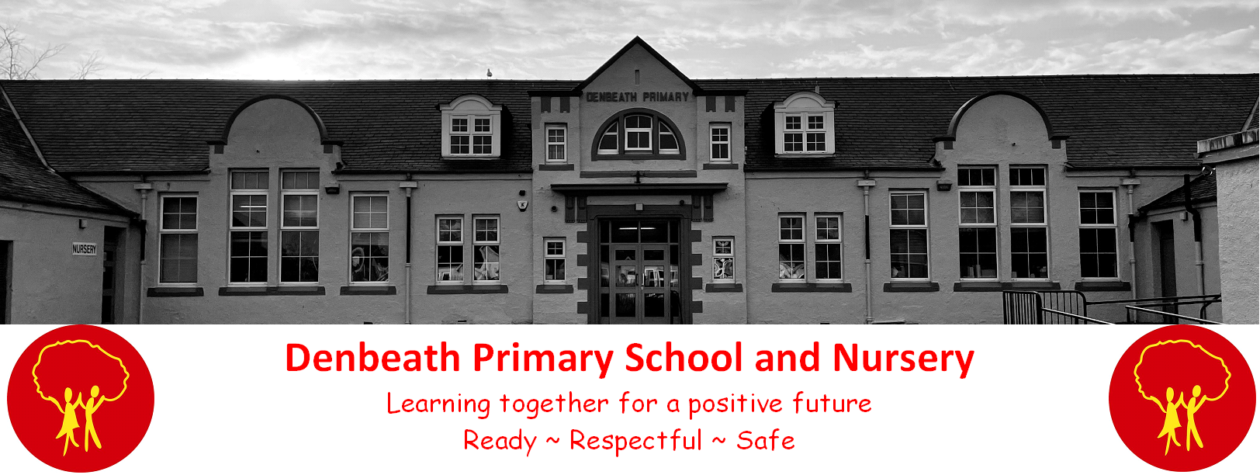 DENBEATH PRIMARY
NURSERY
Denbeath Primary School and Nursery
Learning together for a positive future
Ready ~ Respectful ~ Safe